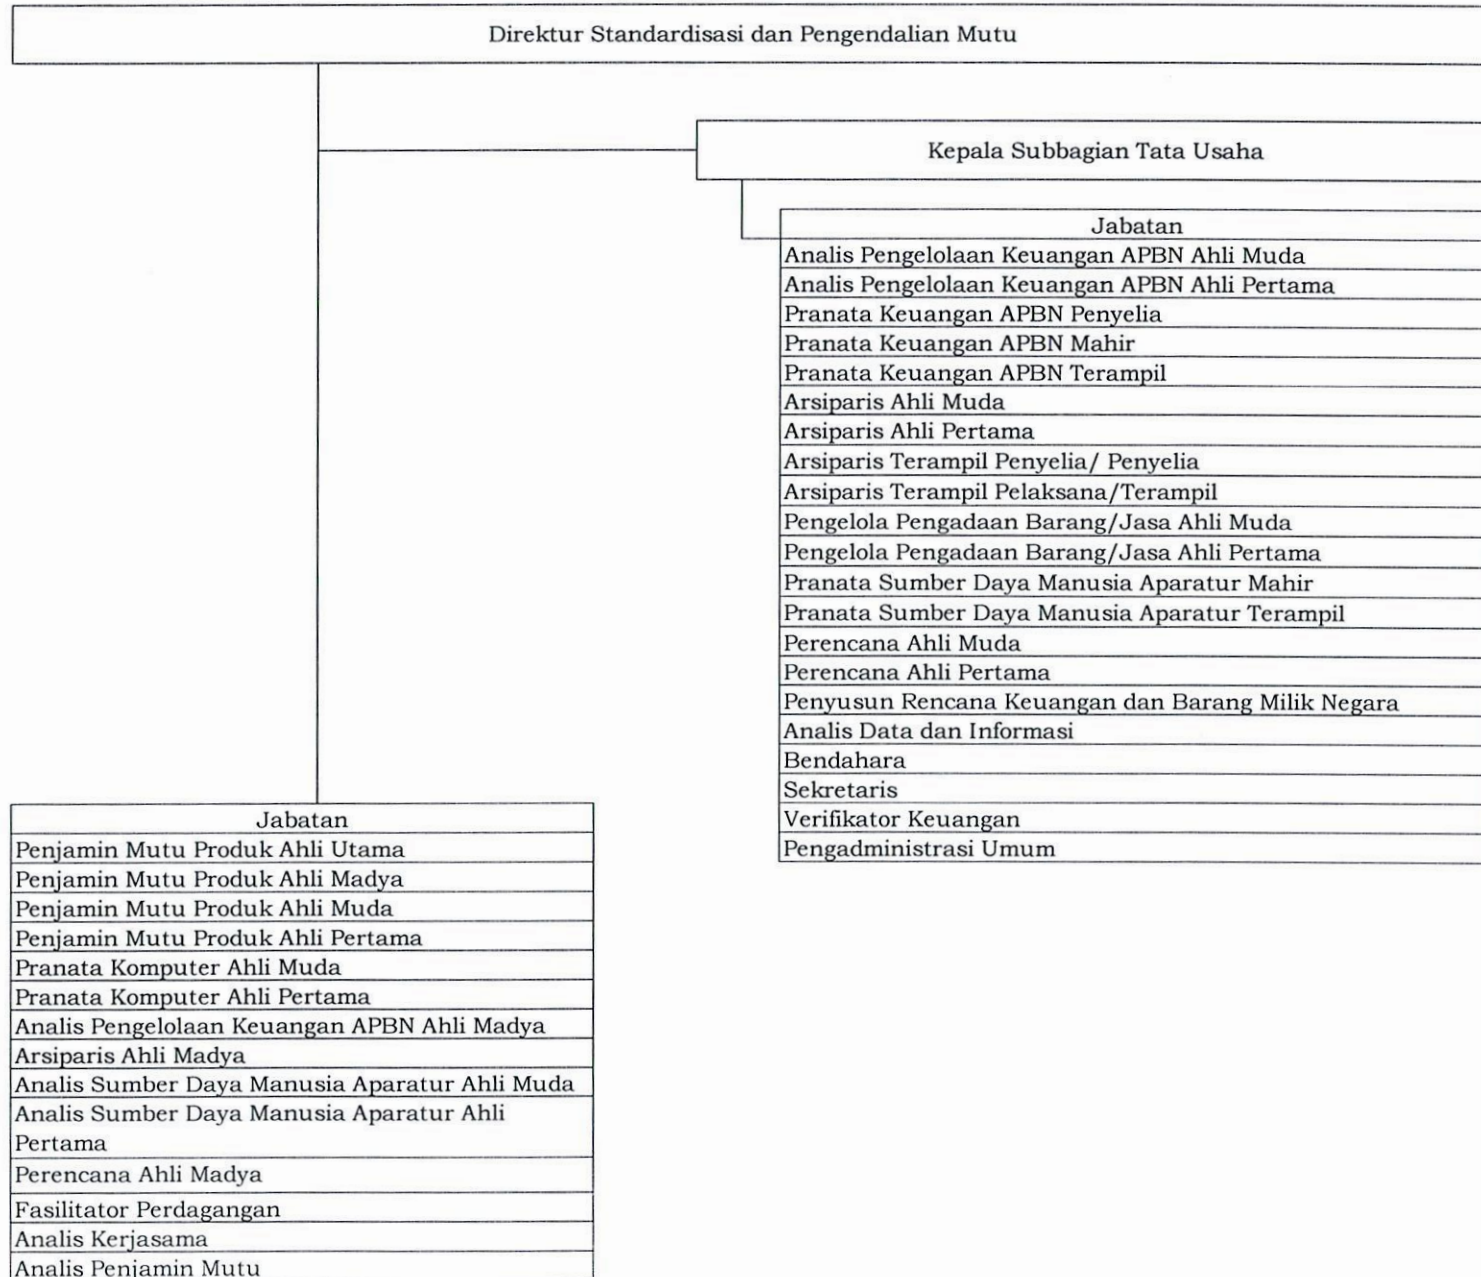 Direktur Standardisasi dan Pengendalian Mutu
Kepala Subbagian Tata Usaha
Jabatan
Analis Pengelolaan Keuangan APBN Ahli Muda
Analis Pengelolaan Keuangan APBN Ahli Pertama
Pranata Keuangan APBN Penyelia
Pranata Keuangan APBN Mahir
Pranata Keuangan APBN Terampil
Arsiparis Ahli Muda
Arsiparis Ahli Pertama
Arsiparis Terampil Penyelia/ Penyelia
Arsiparis Terampil Pelaksana/Terampil
Pengelola Pengadaan Barang/Jasa Ahli Muda
Pengelola Pengadaan Barang/Jasa Ahli Pertama
Pranata Sumber Daya Manusia Aparatur Mahir
Pranata Sumber Daya Manusia Aparatur Terampil
Perencana Ahli Muda
Perencana Ahli Pertama
Penyusun Rencana Keuangan dan Barang Milik Negara
Analis Data dan Informasi
Bendahara
Sekretaris
Verifikator Keuangan
Pengadministrasi Umum
Jabatan
Penjamin Mutu Produk Ahli Utama
Penjamin Mutu Produk Ahli Madya
Penjamin Mutu Produk Ahli Muda
Penjamin Mutu Produk Ahli Pertama
Pranata Komputer Ahli Muda
Pranata Komputer Ahli Pertama
Analis Pengelolaan Keuangan APBN Ahli Madya
Arsiparis Ahli Madya
Analis Sumber Daya Manusia Aparatur Ahli Muda
Analis Sumber Daya Manusia Aparatur Ahli
Pertama
Perencana Ahli Madya
Fasilitator Perdagangan
Analis Kerjasama
Analis Penjamin Mutu